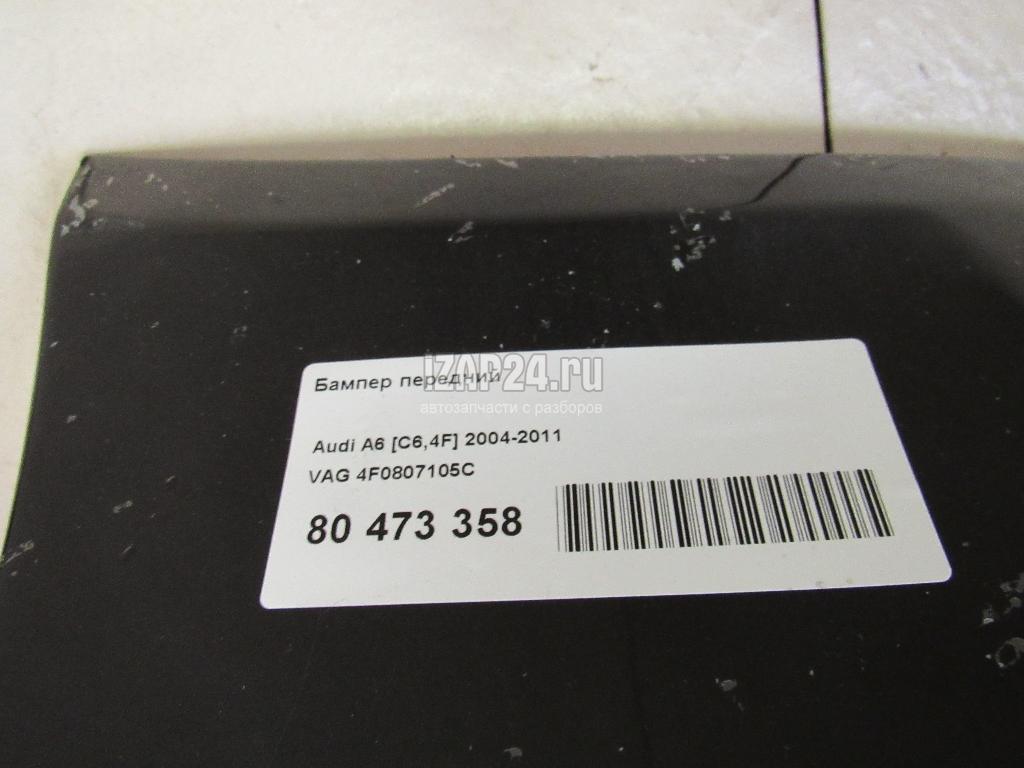 Бампер передний
iZAP24.ru
автозапчасти с разборов
Audi A6 [C6,4F] 2004-2011
VAG 4F0807105C
80 473 358